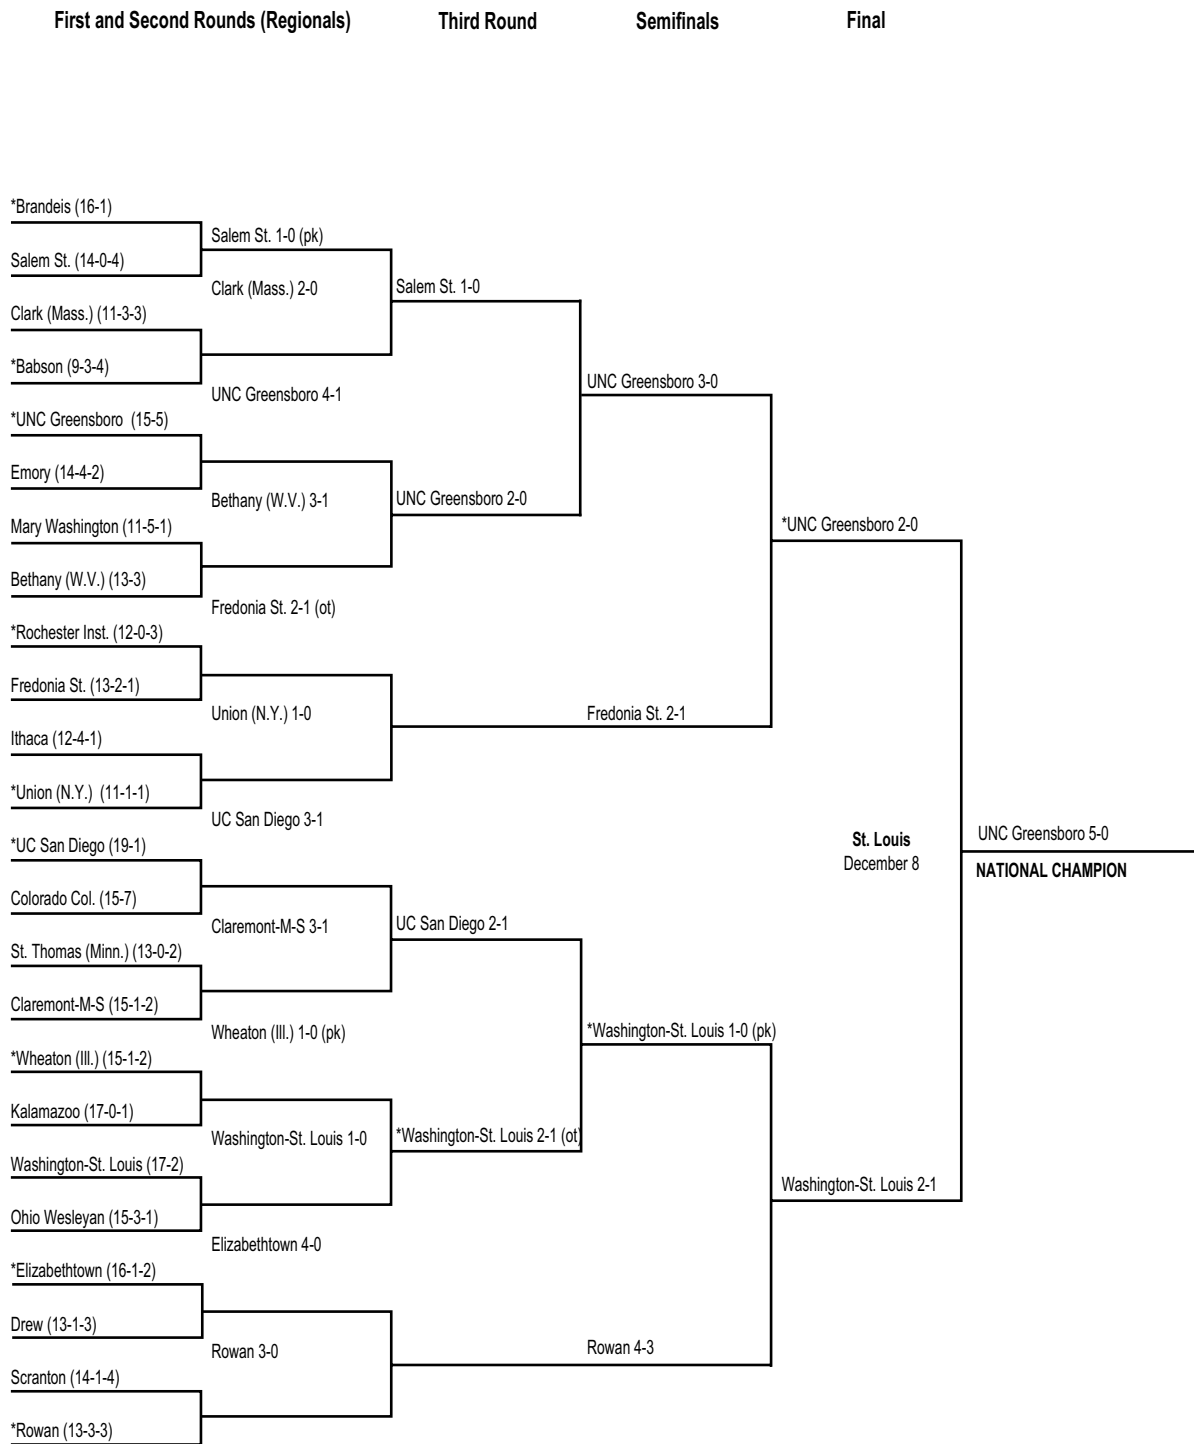 First and Second Rounds (Regionals)
Third Round
Semifinals
Final
*Brandeis (16-1)
Salem St. (14-0-4)
Clark (Mass.) (11-3-3)
*Babson (9-3-4)
*UNC Greensboro (15-5)
Emory (14-4-2)
Mary Washington (11-5-1)
Bethany (W.V.) (13-3)
*Rochester Inst. (12-0-3)
Fredonia St. (13-2-1)
Ithaca (12-4-1)
*Union (N.Y.) (11-1-1)
*UC San Diego (19-1)
Colorado Col. (15-7)
St. Thomas (Minn.) (13-0-2)
Claremont-M-S (15-1-2)
*Wheaton (Ill.) (15-1-2)
Kalamazoo (17-0-1)
Washington-St. Louis (17-2)
Ohio Wesleyan (15-3-1)
*Elizabethtown (16-1-2)
Drew (13-1-3)
Scranton (14-1-4)
*Rowan (13-3-3)
Salem St. 1-0 (pk)
Clark (Mass.) 2-0
UNC Greensboro 4-1
Bethany (W.V.) 3-1
Fredonia St. 2-1 (ot)
Union (N.Y.) 1-0
UC San Diego 3-1
Claremont-M-S 3-1
Wheaton (Ill.) 1-0 (pk)
Washington-St. Louis 1-0
Elizabethtown 4-0
Rowan 3-0
Salem St. 1-0
UNC Greensboro 2-0
UC San Diego 2-1
*Washington-St. Louis 2-1 (ot)
UNC Greensboro 3-0
Fredonia St. 2-1
*Washington-St. Louis 1-0 (pk)
Rowan 4-3
*UNC Greensboro 2-0
Washington-St. Louis 2-1
St. Louis
December 8
UNC Greensboro 5-0
NATIONAL CHAMPION